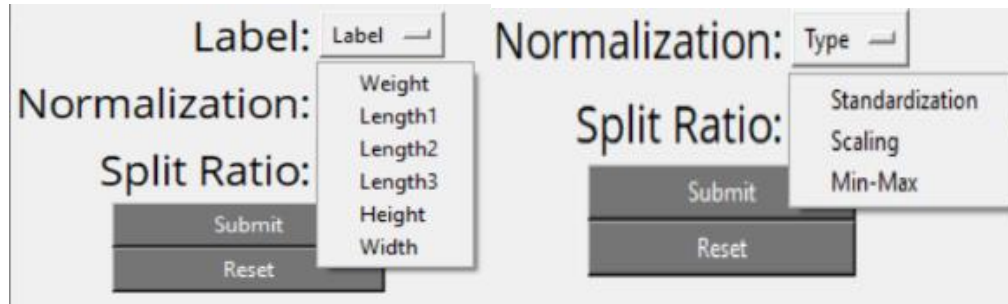 Label: Label
Weight
Length1
Length2
Length3
Height
Width
Normalization:
Split Ratio:
Submit
Reset
Normalization: Type
Standardization
Scaling
Min-Max
Split Ratio:
Submit
Reset